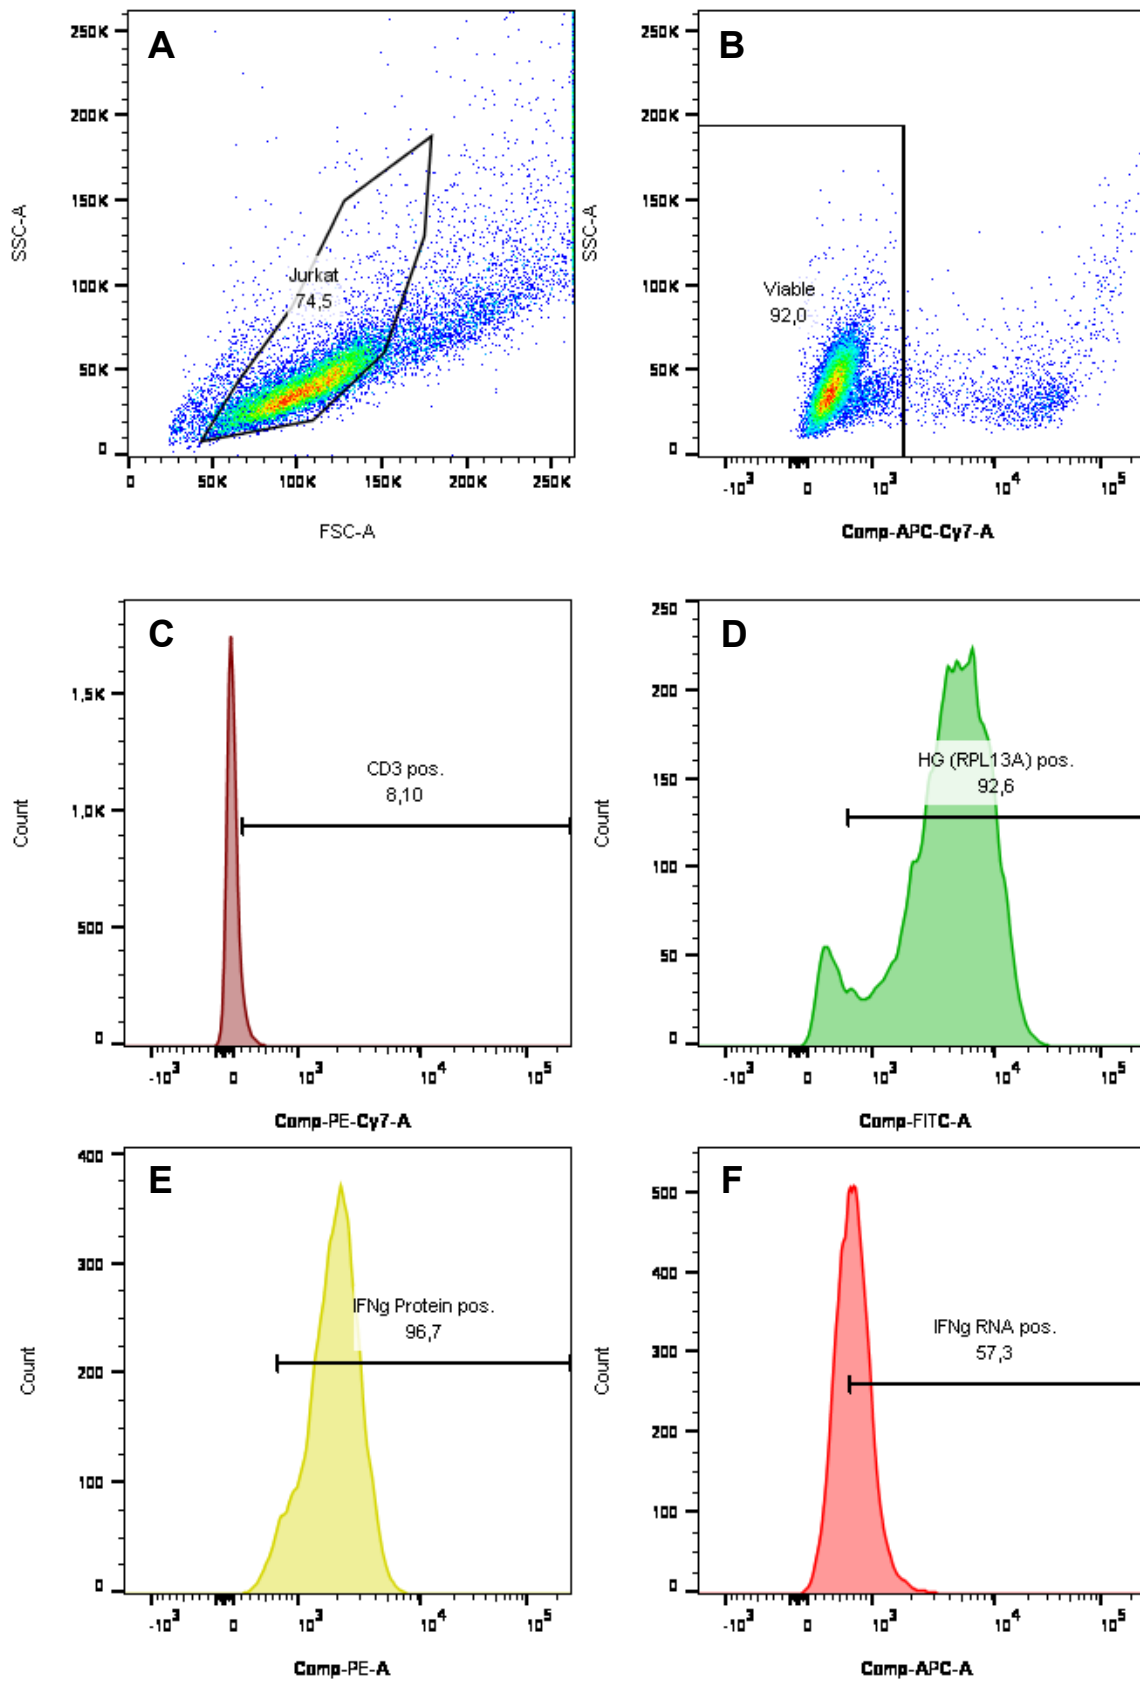 A
250K
200K
150K
100K
50K
0
SSC-A
Jurkat
74,5
0 50K 100K 150K 200K 250K
FSC-A
B
250K
200K
150K
100K
50K
0
SSC-A
Viable
92,0
-10³ 0 10³ 10⁴ 10⁵
Comp-APC-Cy7-A
C
1,5K
1,0K
500
0
Count
CD3 pos.
8,10
-10³ 0 10³ 10⁴ 10⁵
Comp-PE-Cy7-A
D
250
200
150
100
50
0
Count
HG (RPL13A) pos.
92,6
-10³ 0 10³ 10⁴ 10⁵
Comp-FITC-A
E
400
300
200
100
0
Count
IFNg Protein pos.
96,7
-10³ 0 10³ 10⁴ 10⁵
Comp-PE-A
F
500
400
300
200
100
0
Count
IFNg RNA pos.
57,3
-10³ 0 10³ 10⁴ 10⁵
Comp-APC-A